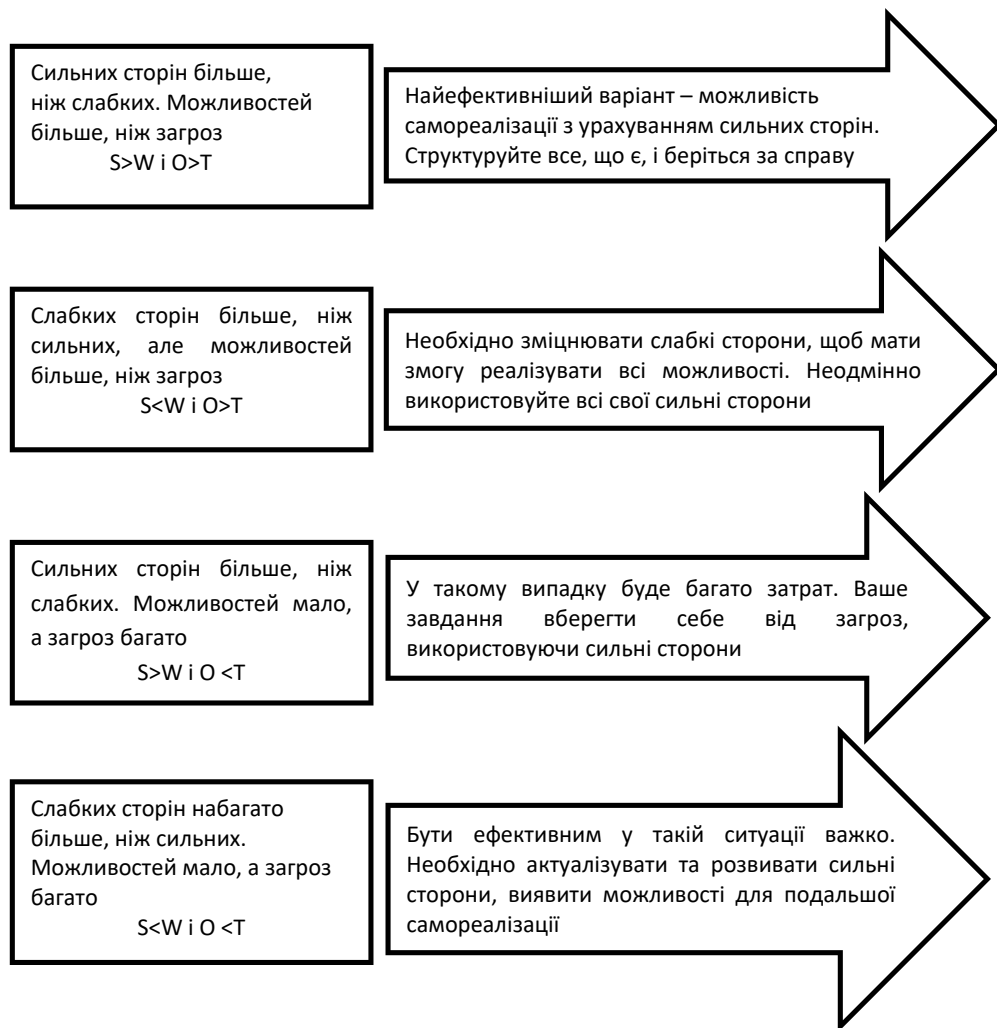 Сильних сторін більше,
ніж слабких. Можливостей
більше, ніж загроз
S>W і O>T
Найефективніший варіант – можливість
самореалізації з урахуванням сильних сторін.
Структуруйте все, що є, і беріться за справу
Слабких сторін більше, ніж
сильних, але можливостей
більше, ніж загроз
S<W і O>T
Необхідно зміцнювати слабкі сторони, щоб мати
змогу реалізувати всі можливості. Неодмінно
використовуйте всі свої сильні сторони
Сильних сторін більше, ніж
слабких. Можливостей мало,
а загроз багато
S>W і O <T
У такому випадку буде багато затрат. Ваше
завдання вберегти себе від загроз,
використовуючи сильні сторони
Слабких сторін набагато
більше, ніж сильних.
Можливостей мало, а загроз
багато
S<W і O <T
Бути ефективним у такій ситуації важко.
Необхідно актуалізувати та розвивати сильні
сторони, виявити можливості для подальшої
самореалізації